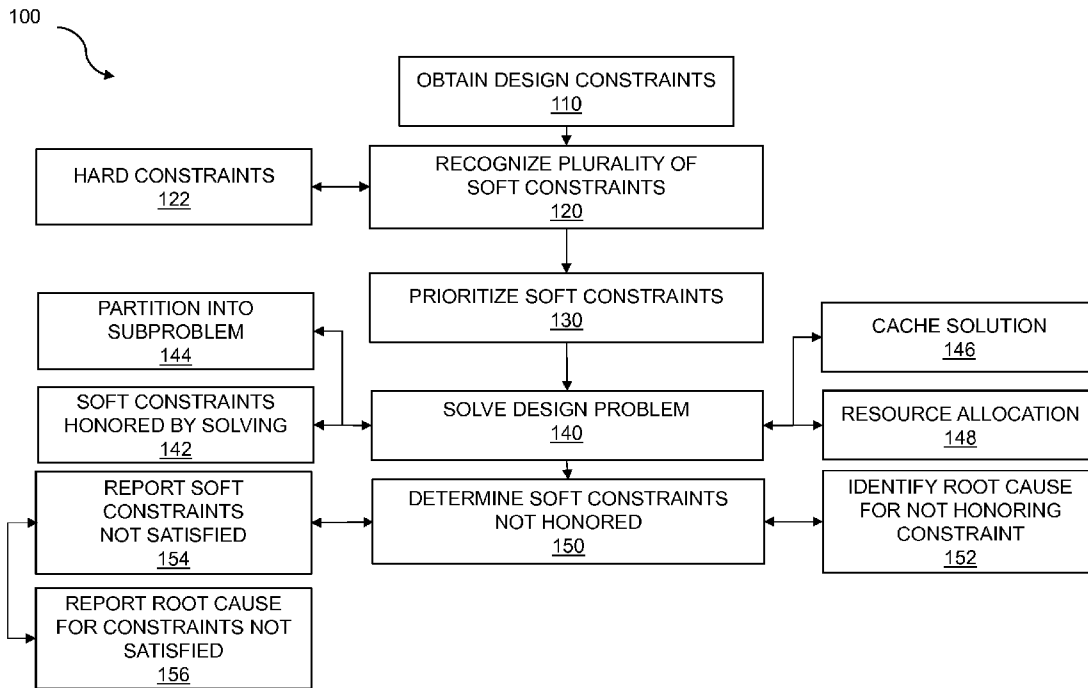 100
OBTAIN DESIGN CONSTRAINTS
110
HARD CONSTRAINTS
122
RECOGNIZE PLURALITY OF
SOFT CONSTRAINTS
120
PARTITION INTO
SUBPROBLEM
144
PRIORITIZE SOFT CONSTRAINTS
130
CACHE SOLUTION
146
SOFT CONSTRAINTS
HONORED BY SOLVING
142
SOLVE DESIGN PROBLEM
140
RESOURCE ALLOCATION
148
REPORT SOFT
CONSTRAINTS
NOT SATISFIED
154
DETERMINE SOFT CONSTRAINTS
NOT HONORED
150
IDENTIFY ROOT CAUSE
FOR NOT HONORING
CONSTRAINT
152
REPORT ROOT CAUSE
FOR CONSTRAINTS NOT
SATISFIED
156